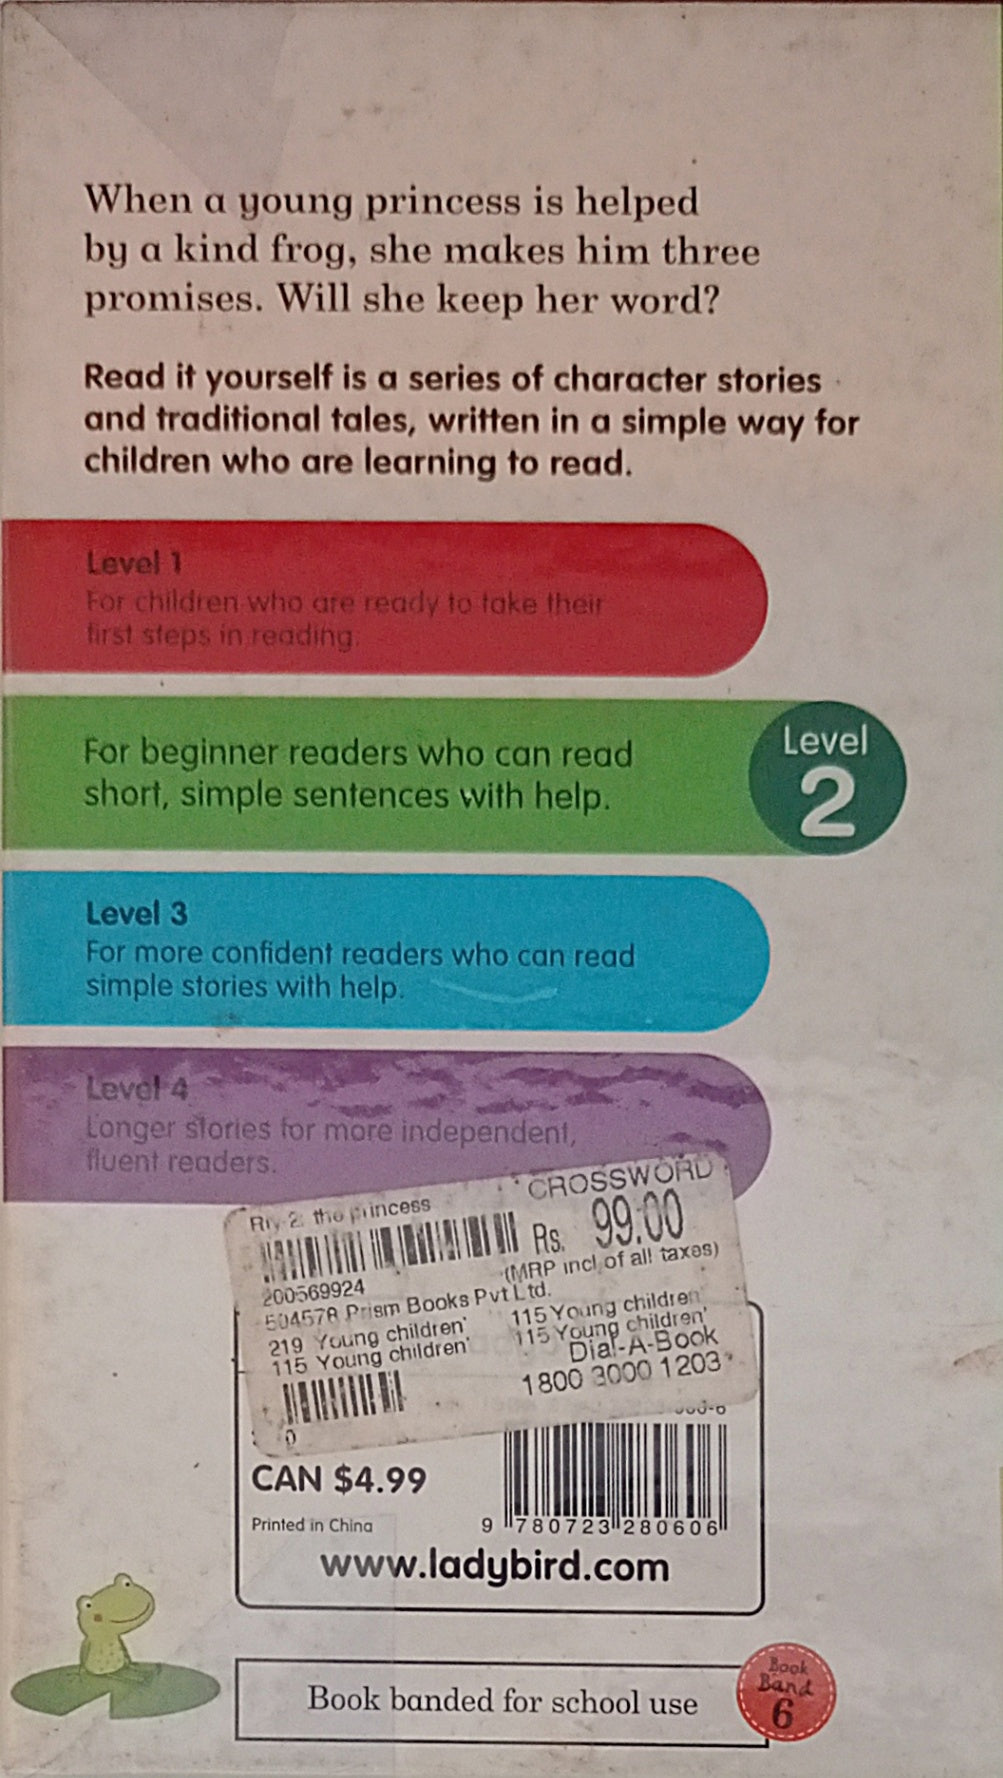 When a young princess is helped
by a kind frog, she makes him three
promises. Will she keep her word?
Read it yourself is a series of character stories
and traditional tales, written in a simple way for
children who are learning to read.
Level 1
For children who are ready to take their
first steps in reading.
For beginner readers who can read
short, simple sentences with help.
Level
2
Level 3
For more confident readers who can read
simple stories with help.
Level 4
Longer stories for more independent,
fluent readers.
CROSSWORD
2: the princess
Rs. 99.00
(MRP incl of all taxes)
200569924
504578 Prism Books Pvt Ltd.
219 Young children' 115 Young children'
115 Young children' 115 Young children'
Dial-A-Book
1800 3000 1203
0
CAN $4.99
Printed in China
9 780723 280606
www.ladybird.com
Book banded for school use
Book
Band
6